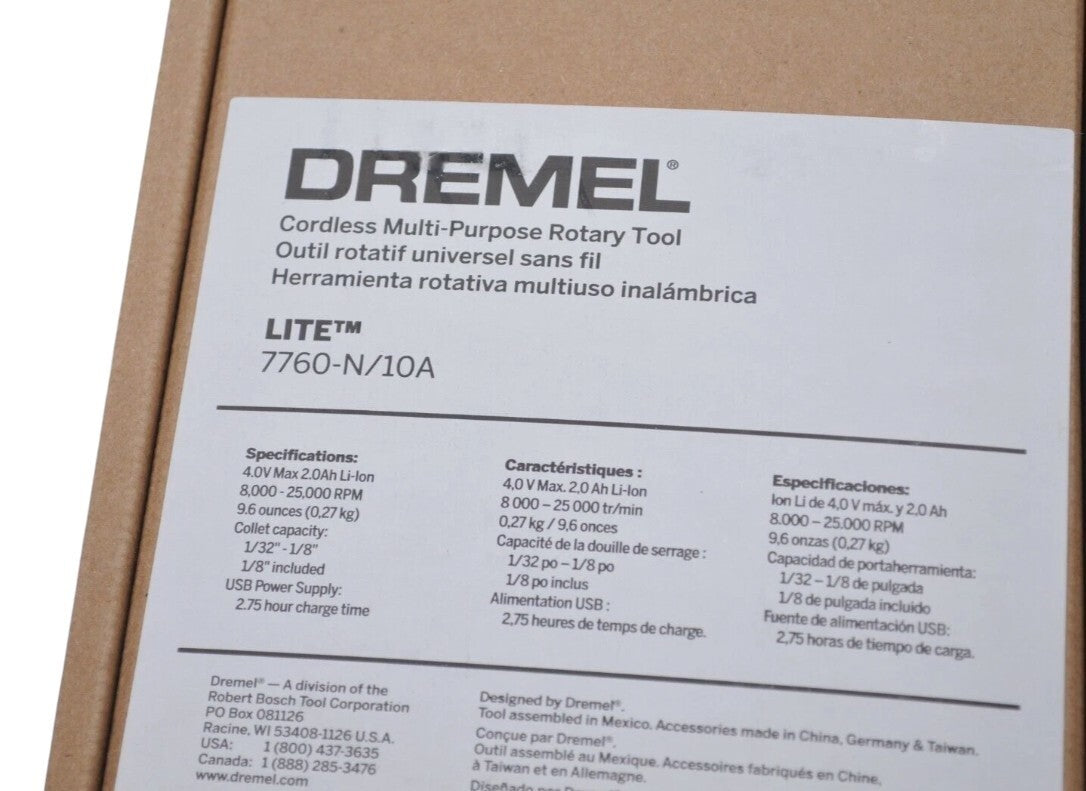 DREMEL®
Cordless Multi-Purpose Rotary Tool
Outil rotatif universel sans fil
Herramienta rotativa multiuso inalámbrica
LITE™
7760-N/10A
Specifications:
4.0V Max 2.0Ah Li-Ion
8,000 - 25,000 RPM
9.6 ounces (0,27 kg)
Collet capacity:
1/32" - 1/8"
1/8" included
USB Power Supply:
2.75 hour charge time
Caractéristiques :
4,0 V Max. 2,0 Ah Li-Ion
8 000 – 25 000 tr/min
0,27 kg / 9,6 onces
Capacité de la douille de serrage :
1/32 po – 1/8 po
1/8 po inclus
Alimentation USB :
2,75 heures de temps de charge.
Especificaciones:
Ion Li de 4,0 V máx. y 2,0 Ah
8.000 – 25.000 RPM
9,6 onzas (0,27 kg)
Capacidad de portaherramienta:
1/32 – 1/8 de pulgada
1/8 de pulgada incluido
Fuente de alimentación USB:
2,75 horas de tiempo de carga.
Dremel® — A division of the
Robert Bosch Tool Corporation
PO Box 081126
Racine, WI 53408-1126 U.S.A.
USA: 1 (800) 437-3635
Canada: 1 (888) 285-3476
www.dremel.com
Designed by Dremel®.
Tool assembled in Mexico. Accessories made in China, Germany & Taiwan.
Conçue par Dremel®.
Outil assemblé au Mexique. Accessoires fabriqués en Chine,
à Taiwan et en Allemagne.
Diseñado por